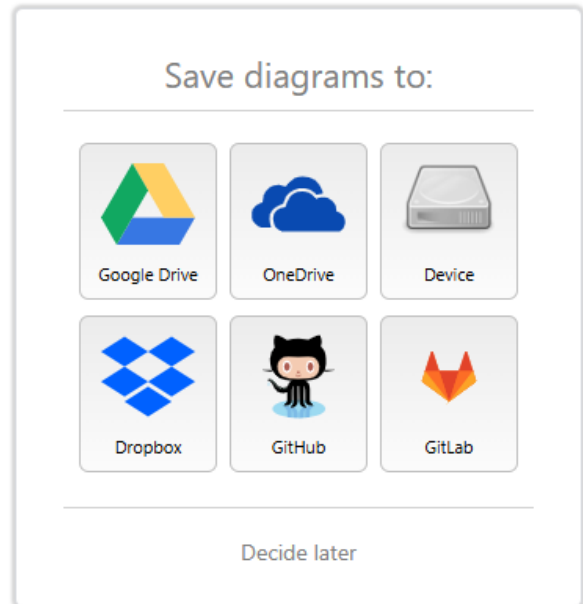 Save diagrams to:
Google Drive OneDrive Device
Dropbox GitHub GitLab
Decide later